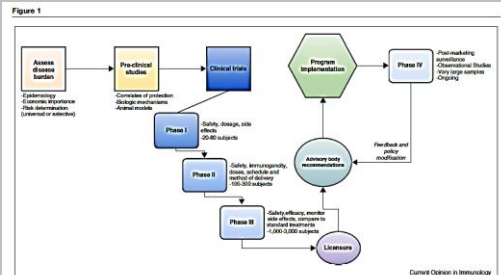 Figure 1
Assess
disease
burden
-Epidemiology
-Economic importance
-Risk determination
(universal or selective)
Pre-clinical
studies
-Correlates of protection
-Biologic mechanisms
-Animal models
Clinical trials
Phase I
-Safety, dosage, side
effects
-20-80 subjects
Phase II
-Safety, immunogenicity,
doses, schedule and
method of delivery
-100-300 subjects
Phase III
-Safety, efficacy, monitor
side effects, compare to
standard treatments
-1,000-3,000 subjects
Licensure
Advisory body
recommendations
Program
Implementation
Phase IV
-Post-marketing
surveillance
-Observational Studies
-Very large samples
-Ongoing
Feedback and
policy
modification
Current Opinion in Immunology